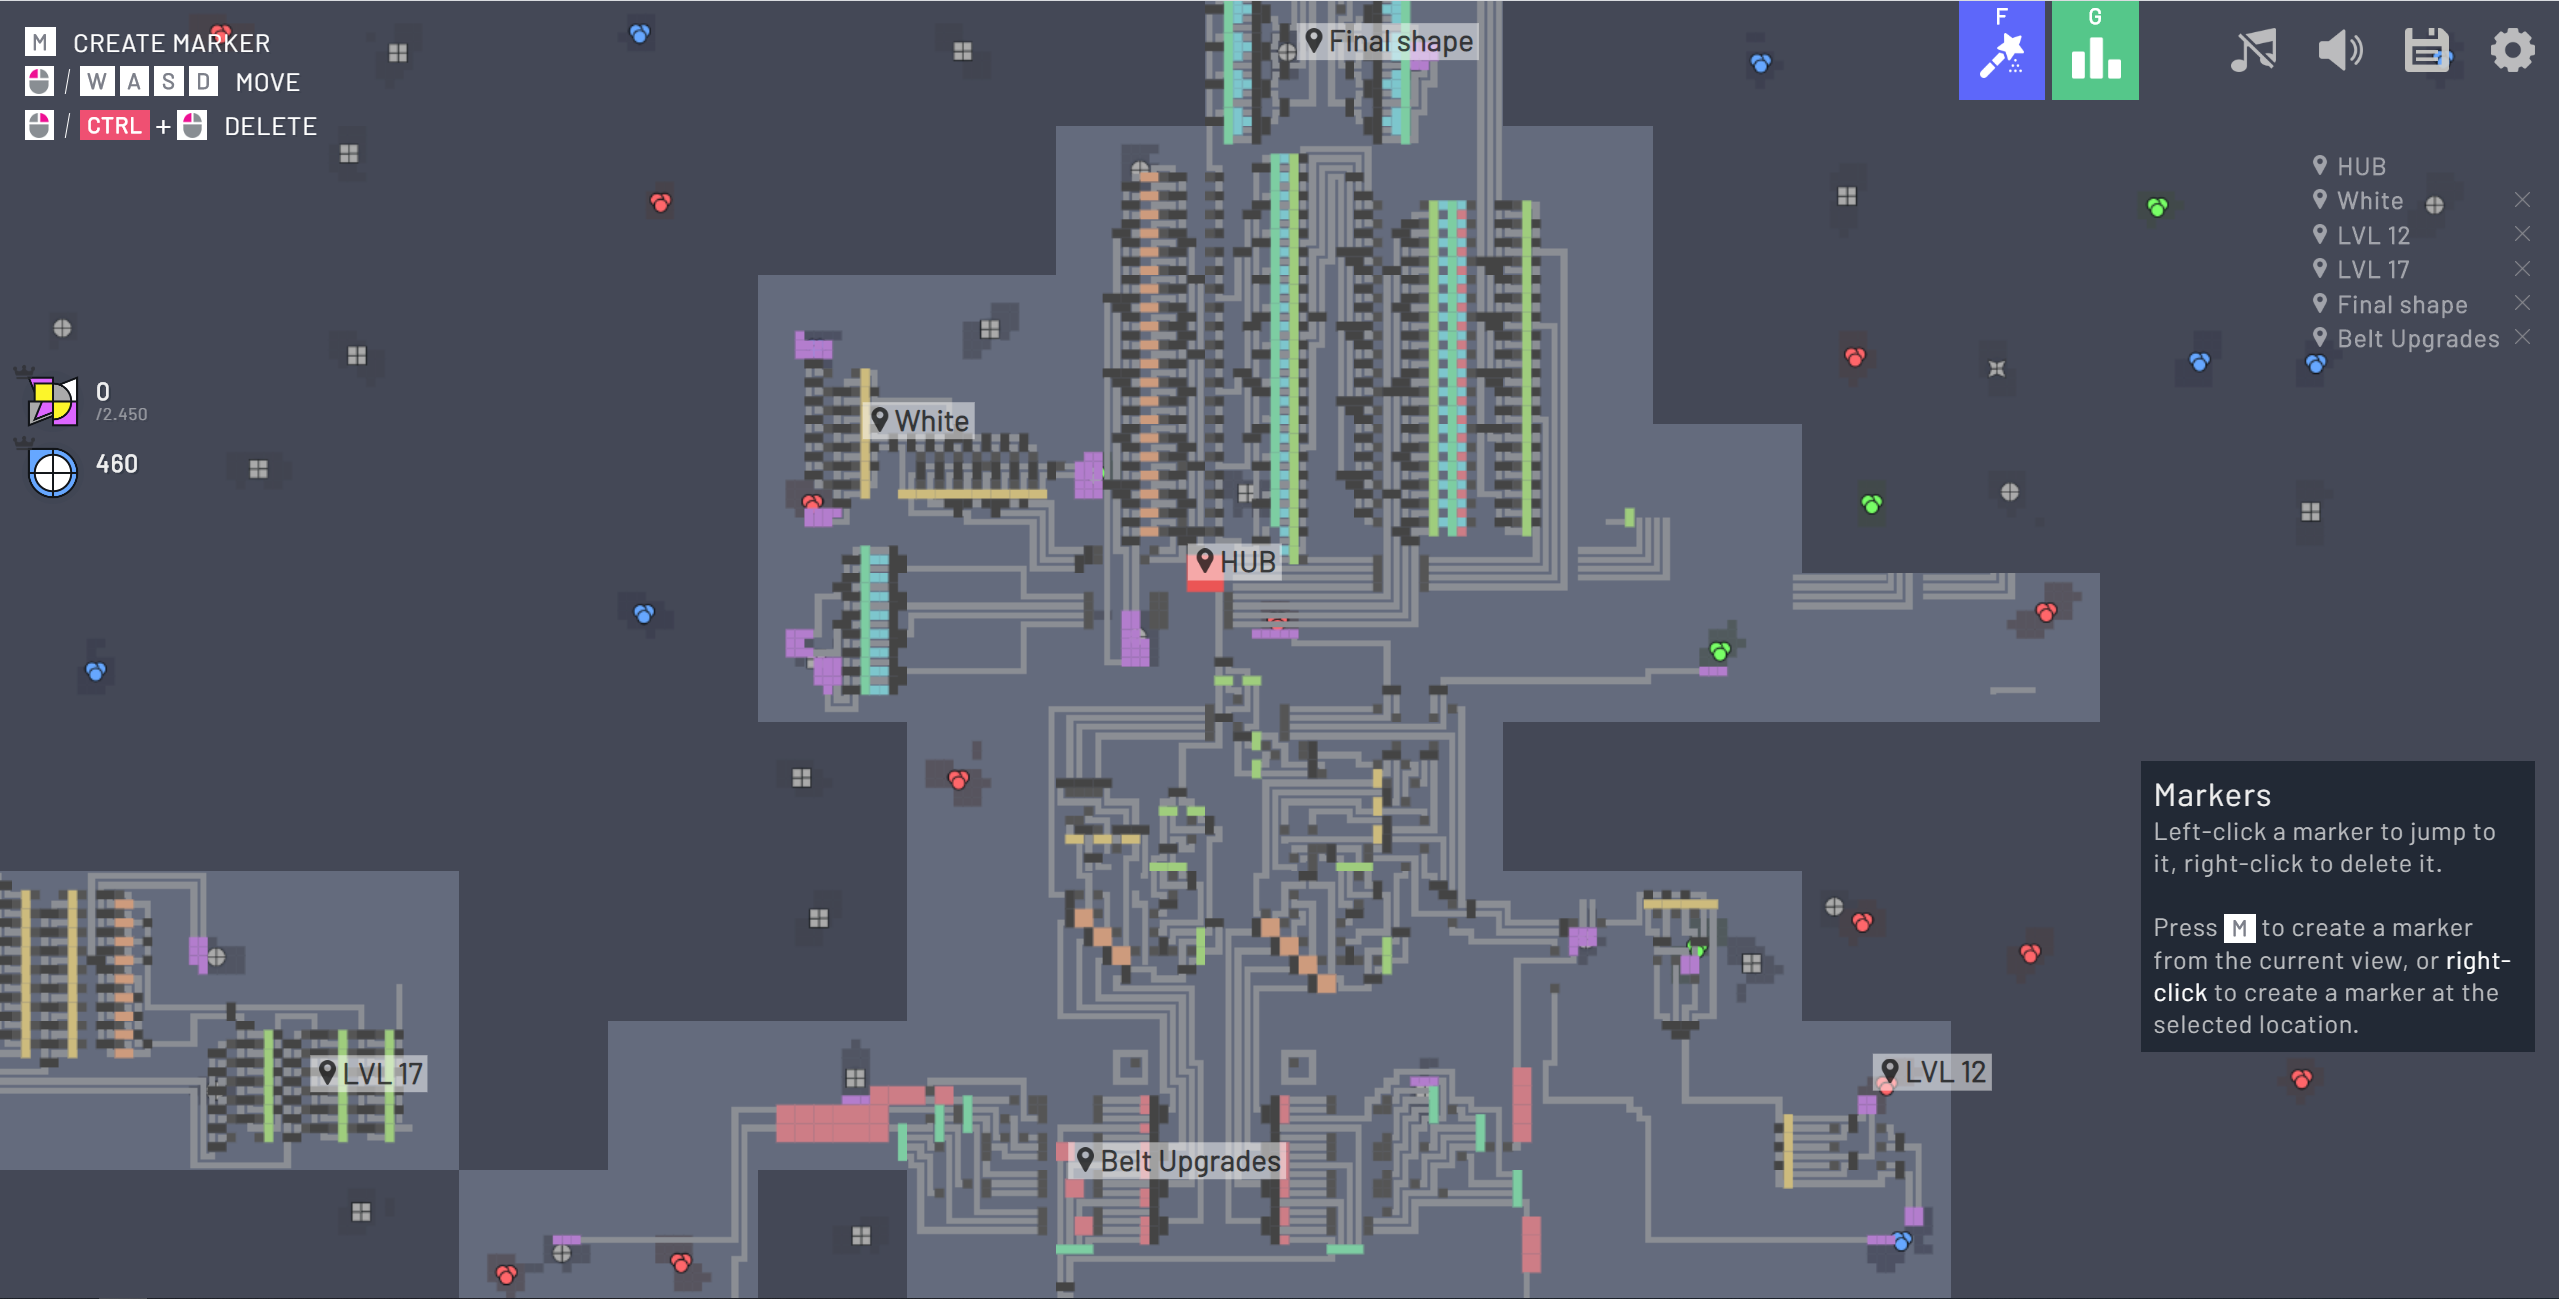 M CREATE MARKER
/ W A S D MOVE
/ CTRL + DELETE
Final shape
F
G
HUB
White
LVL 12
LVL 17
Final shape
Belt Upgrades
0
/2.450
460
White
HUB
Markers
Left-click a marker to jump to
it, right-click to delete it.
Press M to create a marker
from the current view, or right-
click to create a marker at the
selected location.
LVL 17
LVL 12
Belt Upgrades